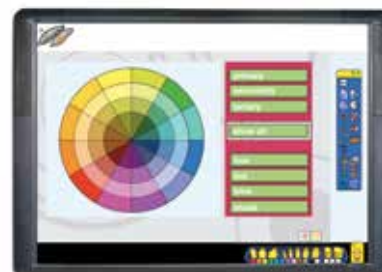 primary
secondary
tertiary
show all
hue
tint
tone
shade